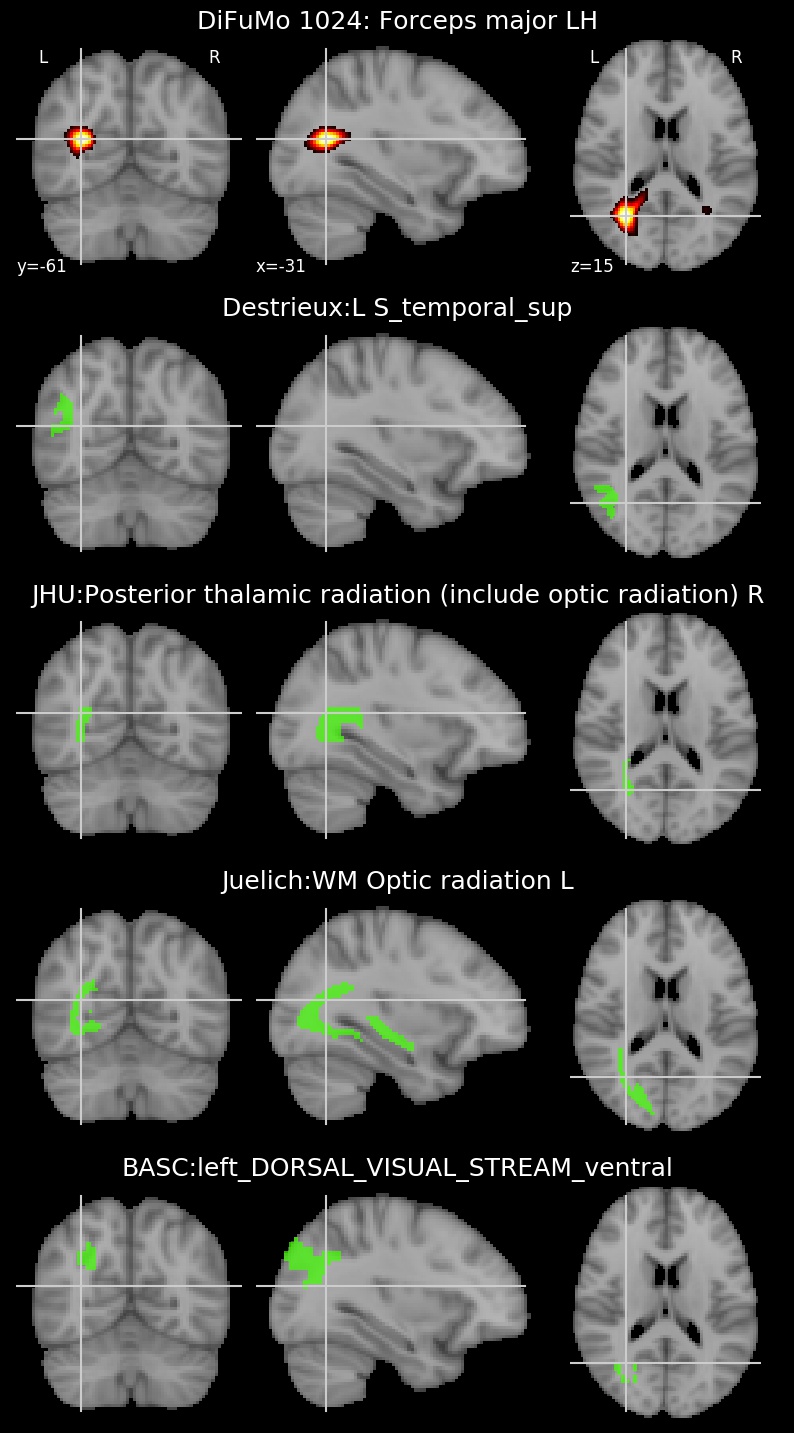 DiFuMo 1024: Forceps major LH
L R L R
y=-61 x=-31 z=15
Destrieux:L S_temporal_sup
JHU:Posterior thalamic radiation (include optic radiation) R
Juelich:WM Optic radiation L
BASC:left_DORSAL_VISUAL_STREAM_ventral